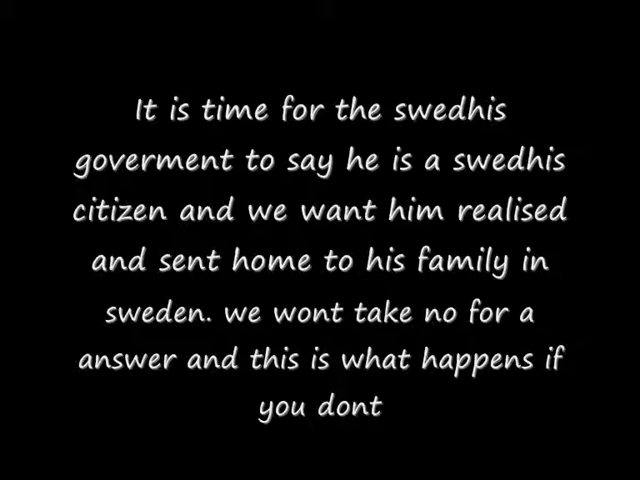 It is time for the swedhis
goverment to say he is a swedhis
citizen and we want him realised
and sent home to his family in
sweden. we wont take no for a
answer and this is what happens if
you dont